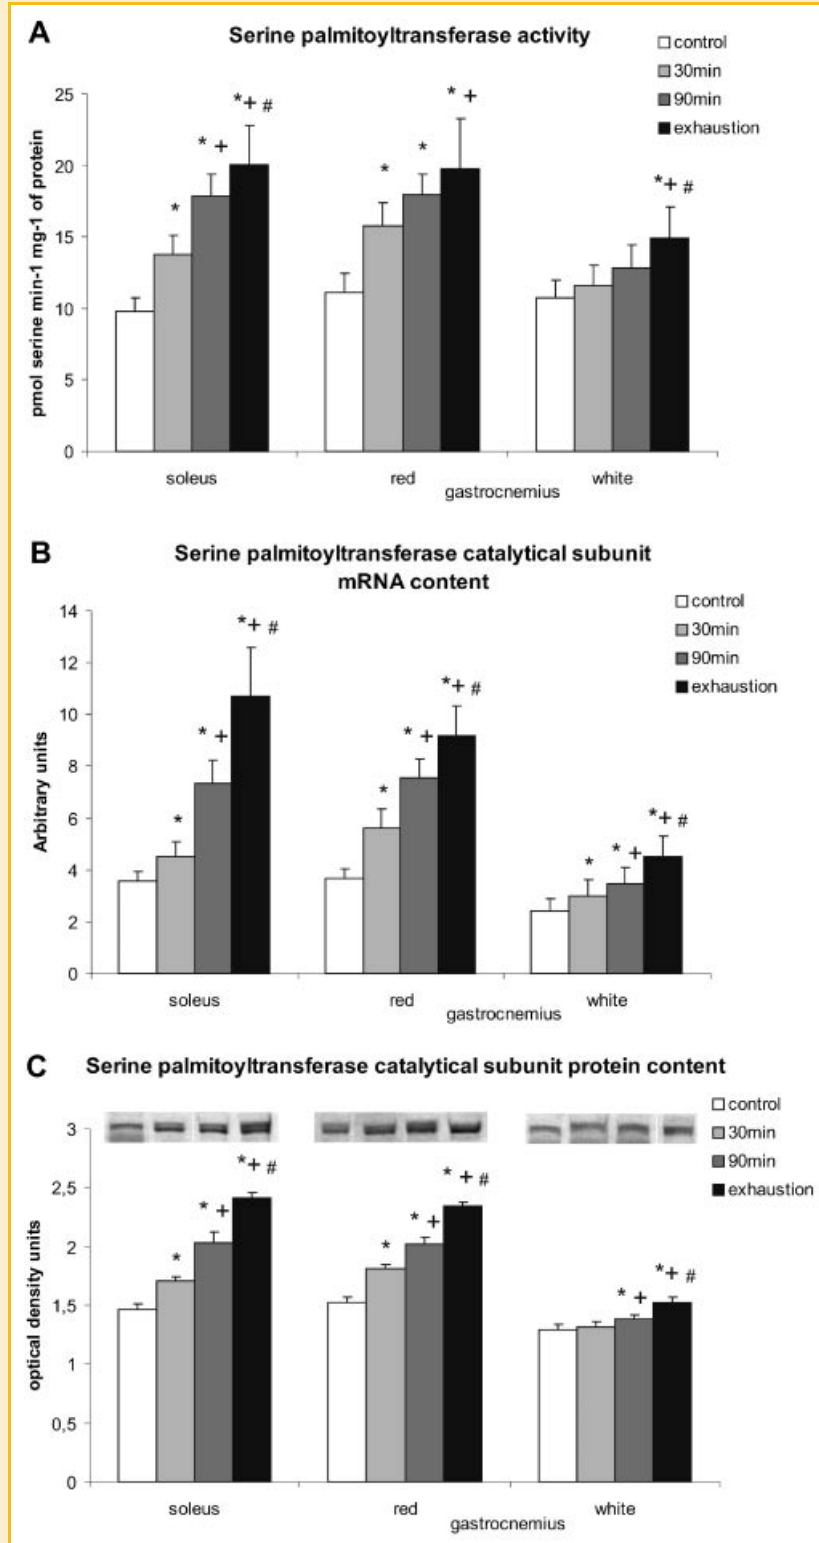 A
Serine palmitoyltransferase activity
control
30min
90min
exhaustion
pmol serine min-1 mg-1 of protein
25
20
15
10
5
0
* *+ *+ #
* * *+
*+ #
soleus red white
gastrocnemius
B
Serine palmitoyltransferase catalytical subunit
mRNA content
control
30min
90min
exhaustion
Arbitrary units
14
12
10
8
6
4
2
0
* *+ *+ #
* *+ *+ #
* *+ *+ #
soleus red white
gastrocnemius
C
Serine palmitoyltransferase catalytical subunit protein content
control
30min
90min
exhaustion
optical density units
3
2,5
2
1,5
1
0,5
0
* *+ *+ #
* *+ *+ #
*+ *+ #
soleus red white
gastrocnemius